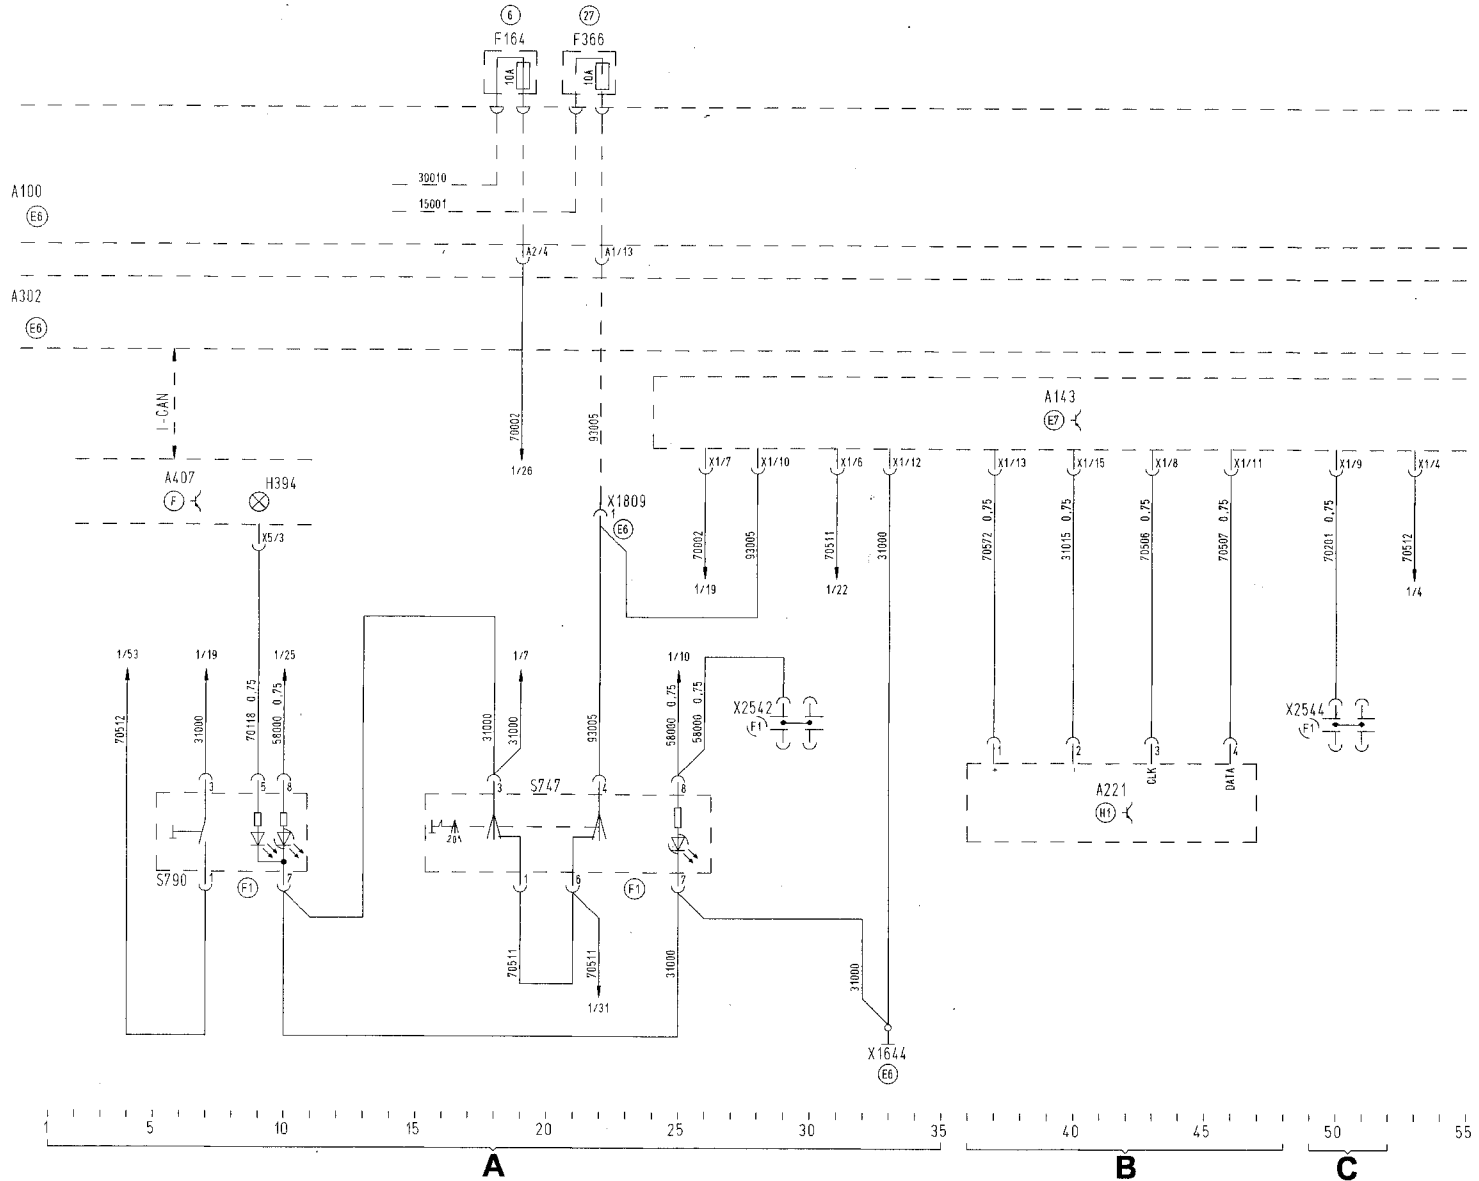 6 27
F164 F366
10A 10A
30010
A100
15001
E6
A2/4 A1/13
A302
E6
I-CAN
A143
E7
70002 93005
X1/7 X1/10 X1/6 X1/12 X1/13 X1/15 X1/8 X1/11 X1/9 X1/4
1/26
A407 H394
F
X1809
1
E6
X5/3
70002 93005 70511 31000 70572 0,75 31015 0,75 70506 0,75 70507 0,75 70201 0,75 70512
1/19 1/22 1/4
1/53 1/19 1/25 1/7 1/10
70512 31000 70118 0,75 58000 0,75 31000 31000 93005 58000 0,75 58000 0,75
X2542 X2544
F1 F1
1 2 3 4
CLK DATA
3 5 8 3 S747 4 8
A221
H1
S790 1 F1 7 1 6 F1 7
70511 70511 31000 31000
1/31
X1644
E6
1 5 10 15 20 25 30 35 40 45 50 55
A B C